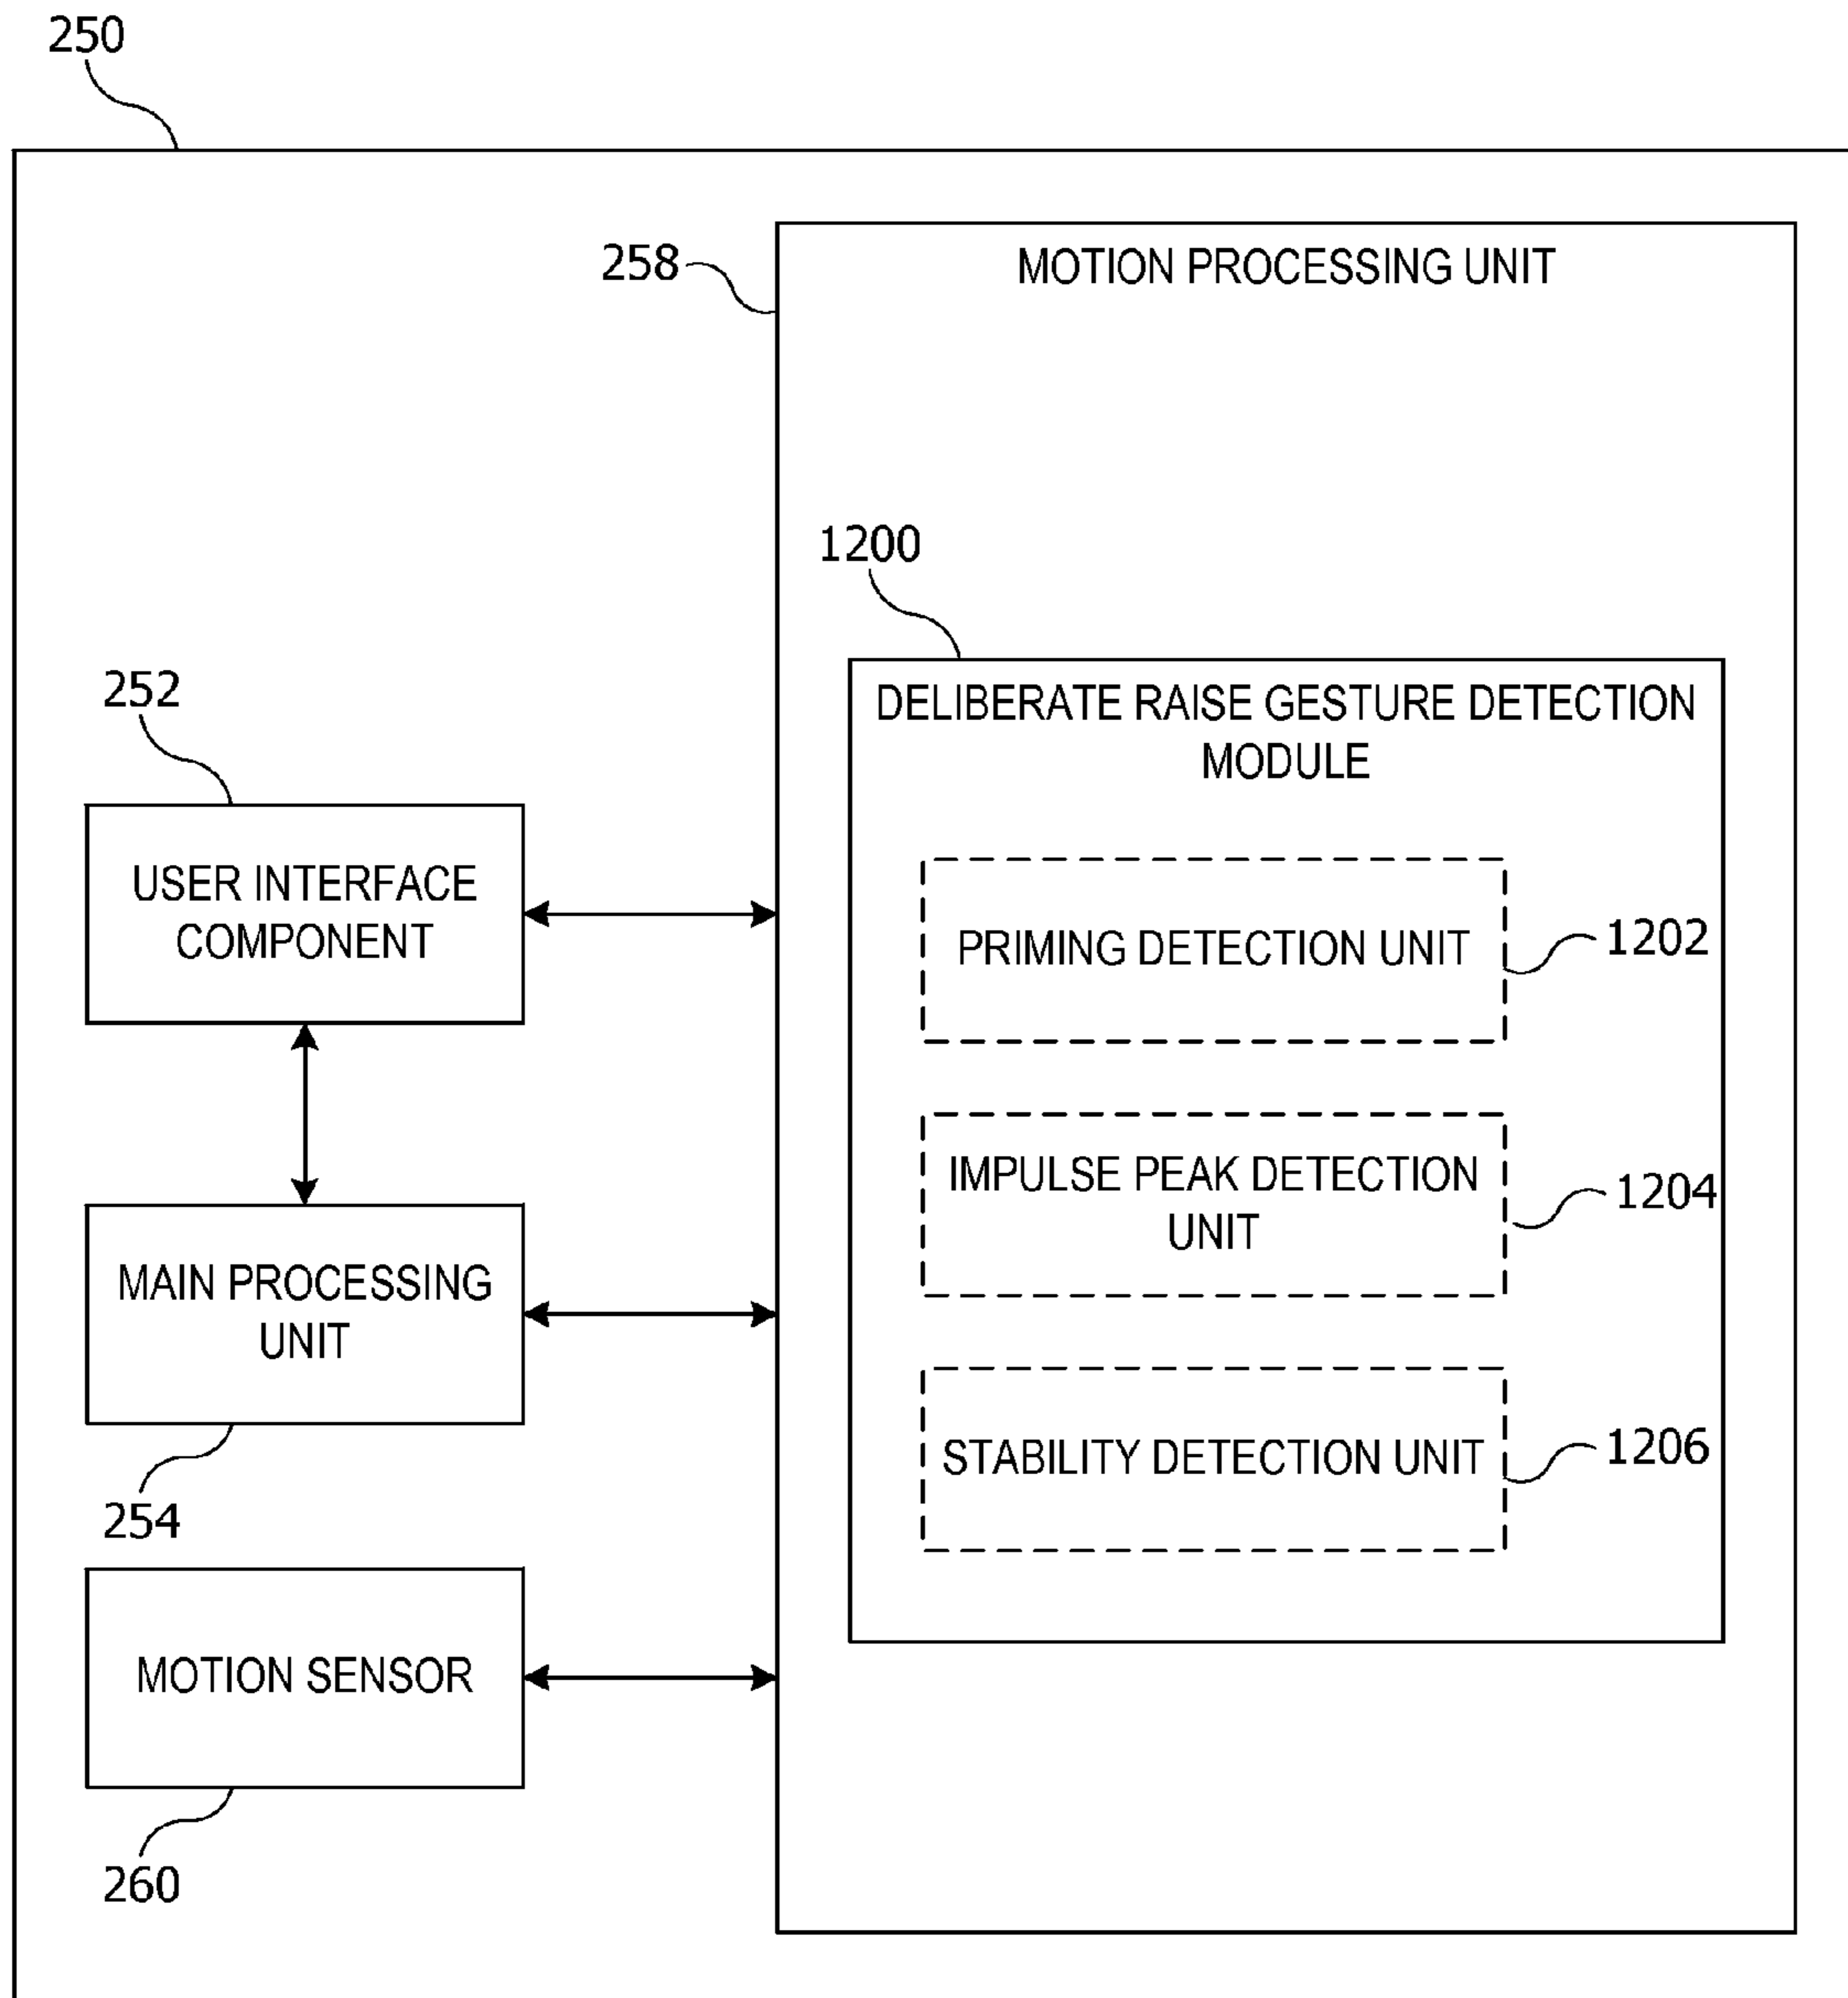 250
258
MOTION PROCESSING UNIT
1200
DELIBERATE RAISE GESTURE DETECTION
MODULE
252
USER INTERFACE
COMPONENT
PRIMING DETECTION UNIT
1202
IMPULSE PEAK DETECTION
UNIT
1204
MAIN PROCESSING
UNIT
254
STABILITY DETECTION UNIT
1206
MOTION SENSOR
260